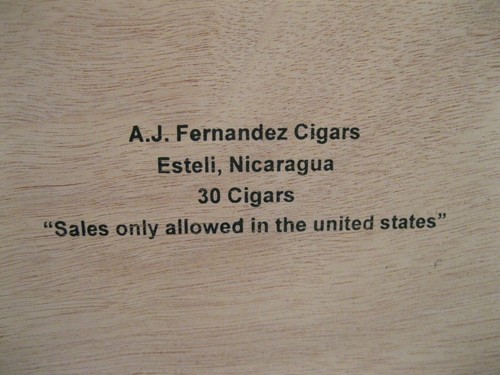 A.J. Fernandez Cigars
Esteli, Nicaragua
30 Cigars
“Sales only allowed in the united states”